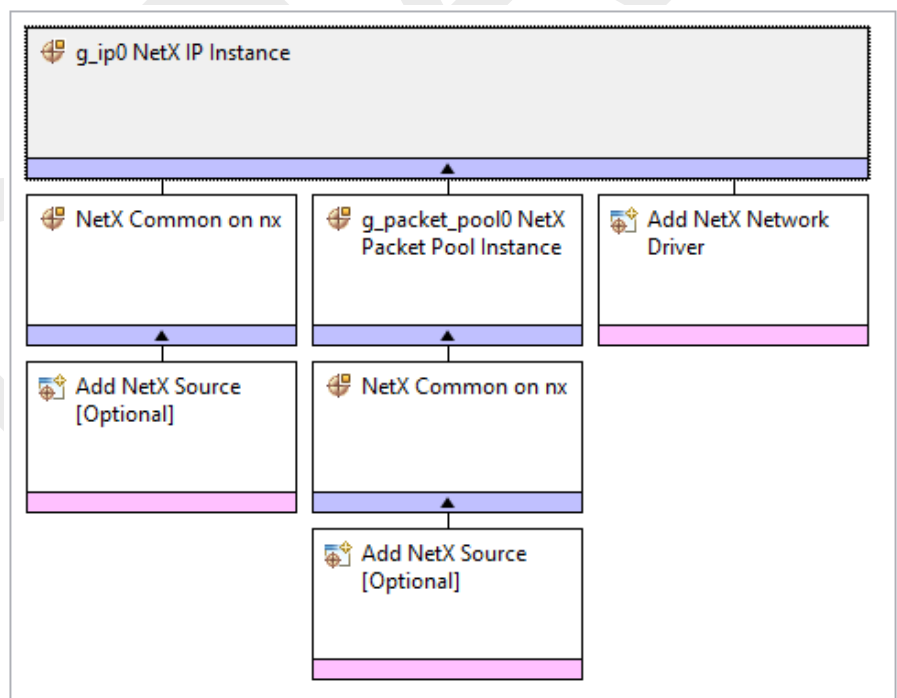 g_ip0 NetX IP Instance
NetX Common on nx
g_packet_pool0 NetX
Packet Pool Instance
Add NetX Network
Driver
Add NetX Source
[Optional]
NetX Common on nx
Add NetX Source
[Optional]